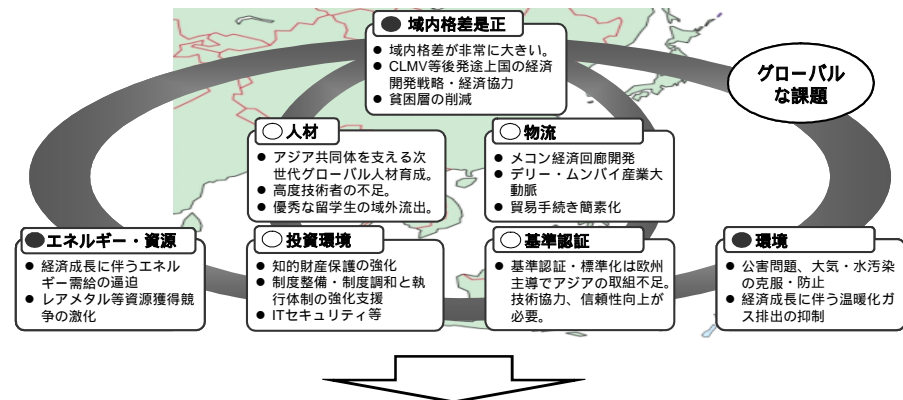 ● 域内格差是正
● 域内格差が非常に大きい。
● CLMV等後発途上国の経済
開発戦略・経済協力
● 貧困層の削減
グローバル
な課題
○ 人材
● アジア共同体を支える次
世代グローバル人材育成。
● 高度技術者の不足。
● 優秀な留学生の域外流出。
○ 物流
● メコン経済回廊開発
● デリー・ムンバイ産業大
動脈
● 貿易手続き簡素化
● エネルギー・資源
● 経済成長に伴うエネル
ギー需給の逼迫
● レアメタル等資源獲得競
争の激化
○ 投資環境
● 知的財産保護の強化
● 制度整備・制度調和と執
行体制の強化支援
● ITセキュリティ等
○ 基準認証
● 基準認証・標準化は欧州
主導でアジアの取組不足。
技術協力、信頼性向上が
必要。
● 環境
● 公害問題、大気・水汚染
の克服・防止
● 経済成長に伴う温暖化ガ
ス排出の抑制